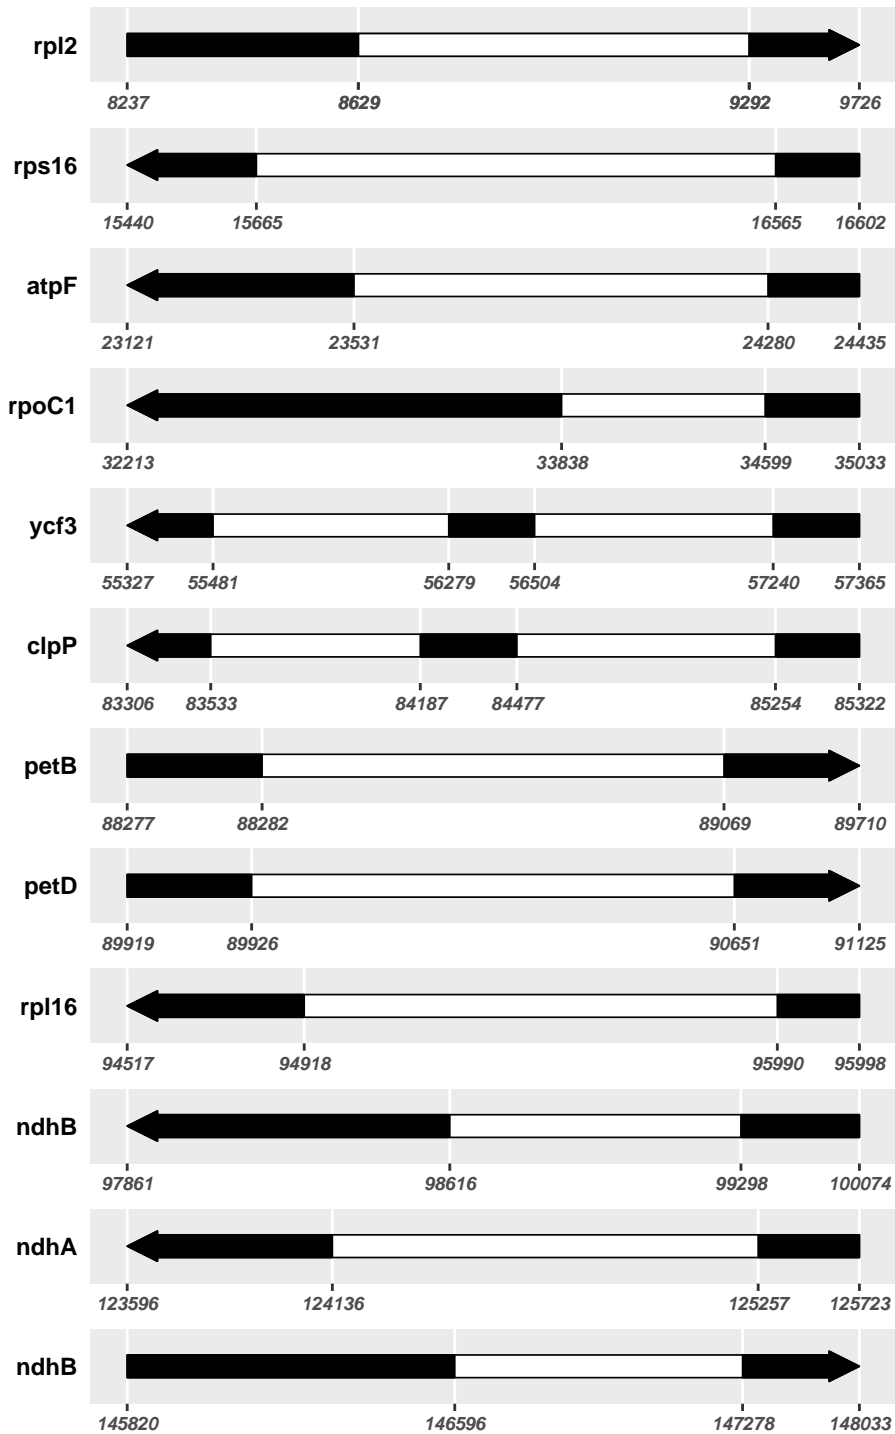 rpl2
8237 8629 9292 9726
rps16
15440 15665 16565 16602
atpF
23121 23531 24280 24435
rpoC1
32213 33838 34599 35033
ycf3
55327 55481 56279 56504 57240 57365
clpP
83306 83533 84187 84477 85254 85322
petB
88277 88282 89069 89710
petD
89919 89926 90651 91125
rpl16
94517 94918 95990 95998
ndhB
97861 98616 99298 100074
ndhA
123596 124136 125257 125723
ndhB
145820 146596 147278 148033